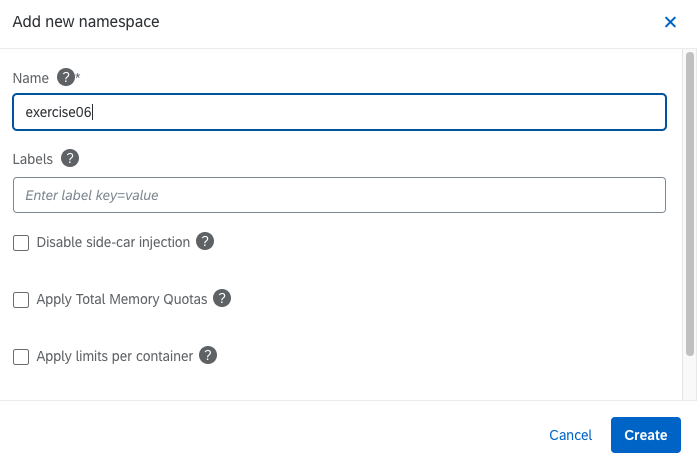 Add new namespace
✕
Name ? *
exercise06
Labels ?
Enter label key=value
Disable side-car injection ?
Apply Total Memory Quotas ?
Apply limits per container ?
Cancel Create